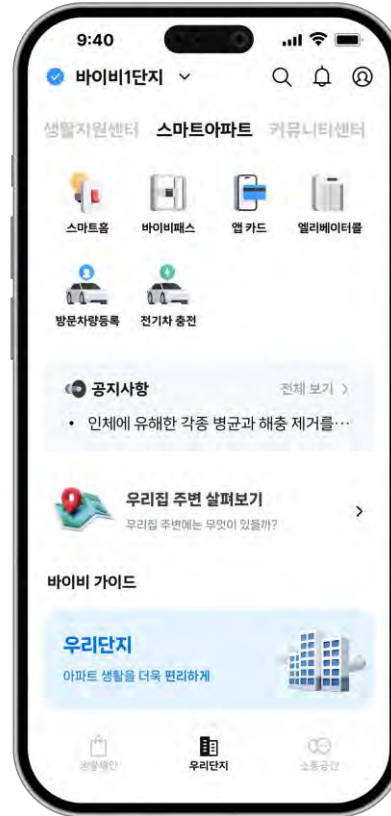 9:40
바이비1단지
생활지원센터 스마트아파트 커뮤니티센터
스마트홈 바이비패스 앱 카드 엘리베이터콜
방문차량등록 전기차 충전
공지사항 전체 보기
• 인체에 유해한 각종 병균과 해충 제거를…
우리집 주변 살펴보기
우리집 주변에는 무엇이 있을까?
바이비 가이드
우리단지
아파트 생활을 더욱 편리하게
생활제안 우리단지 소통공간